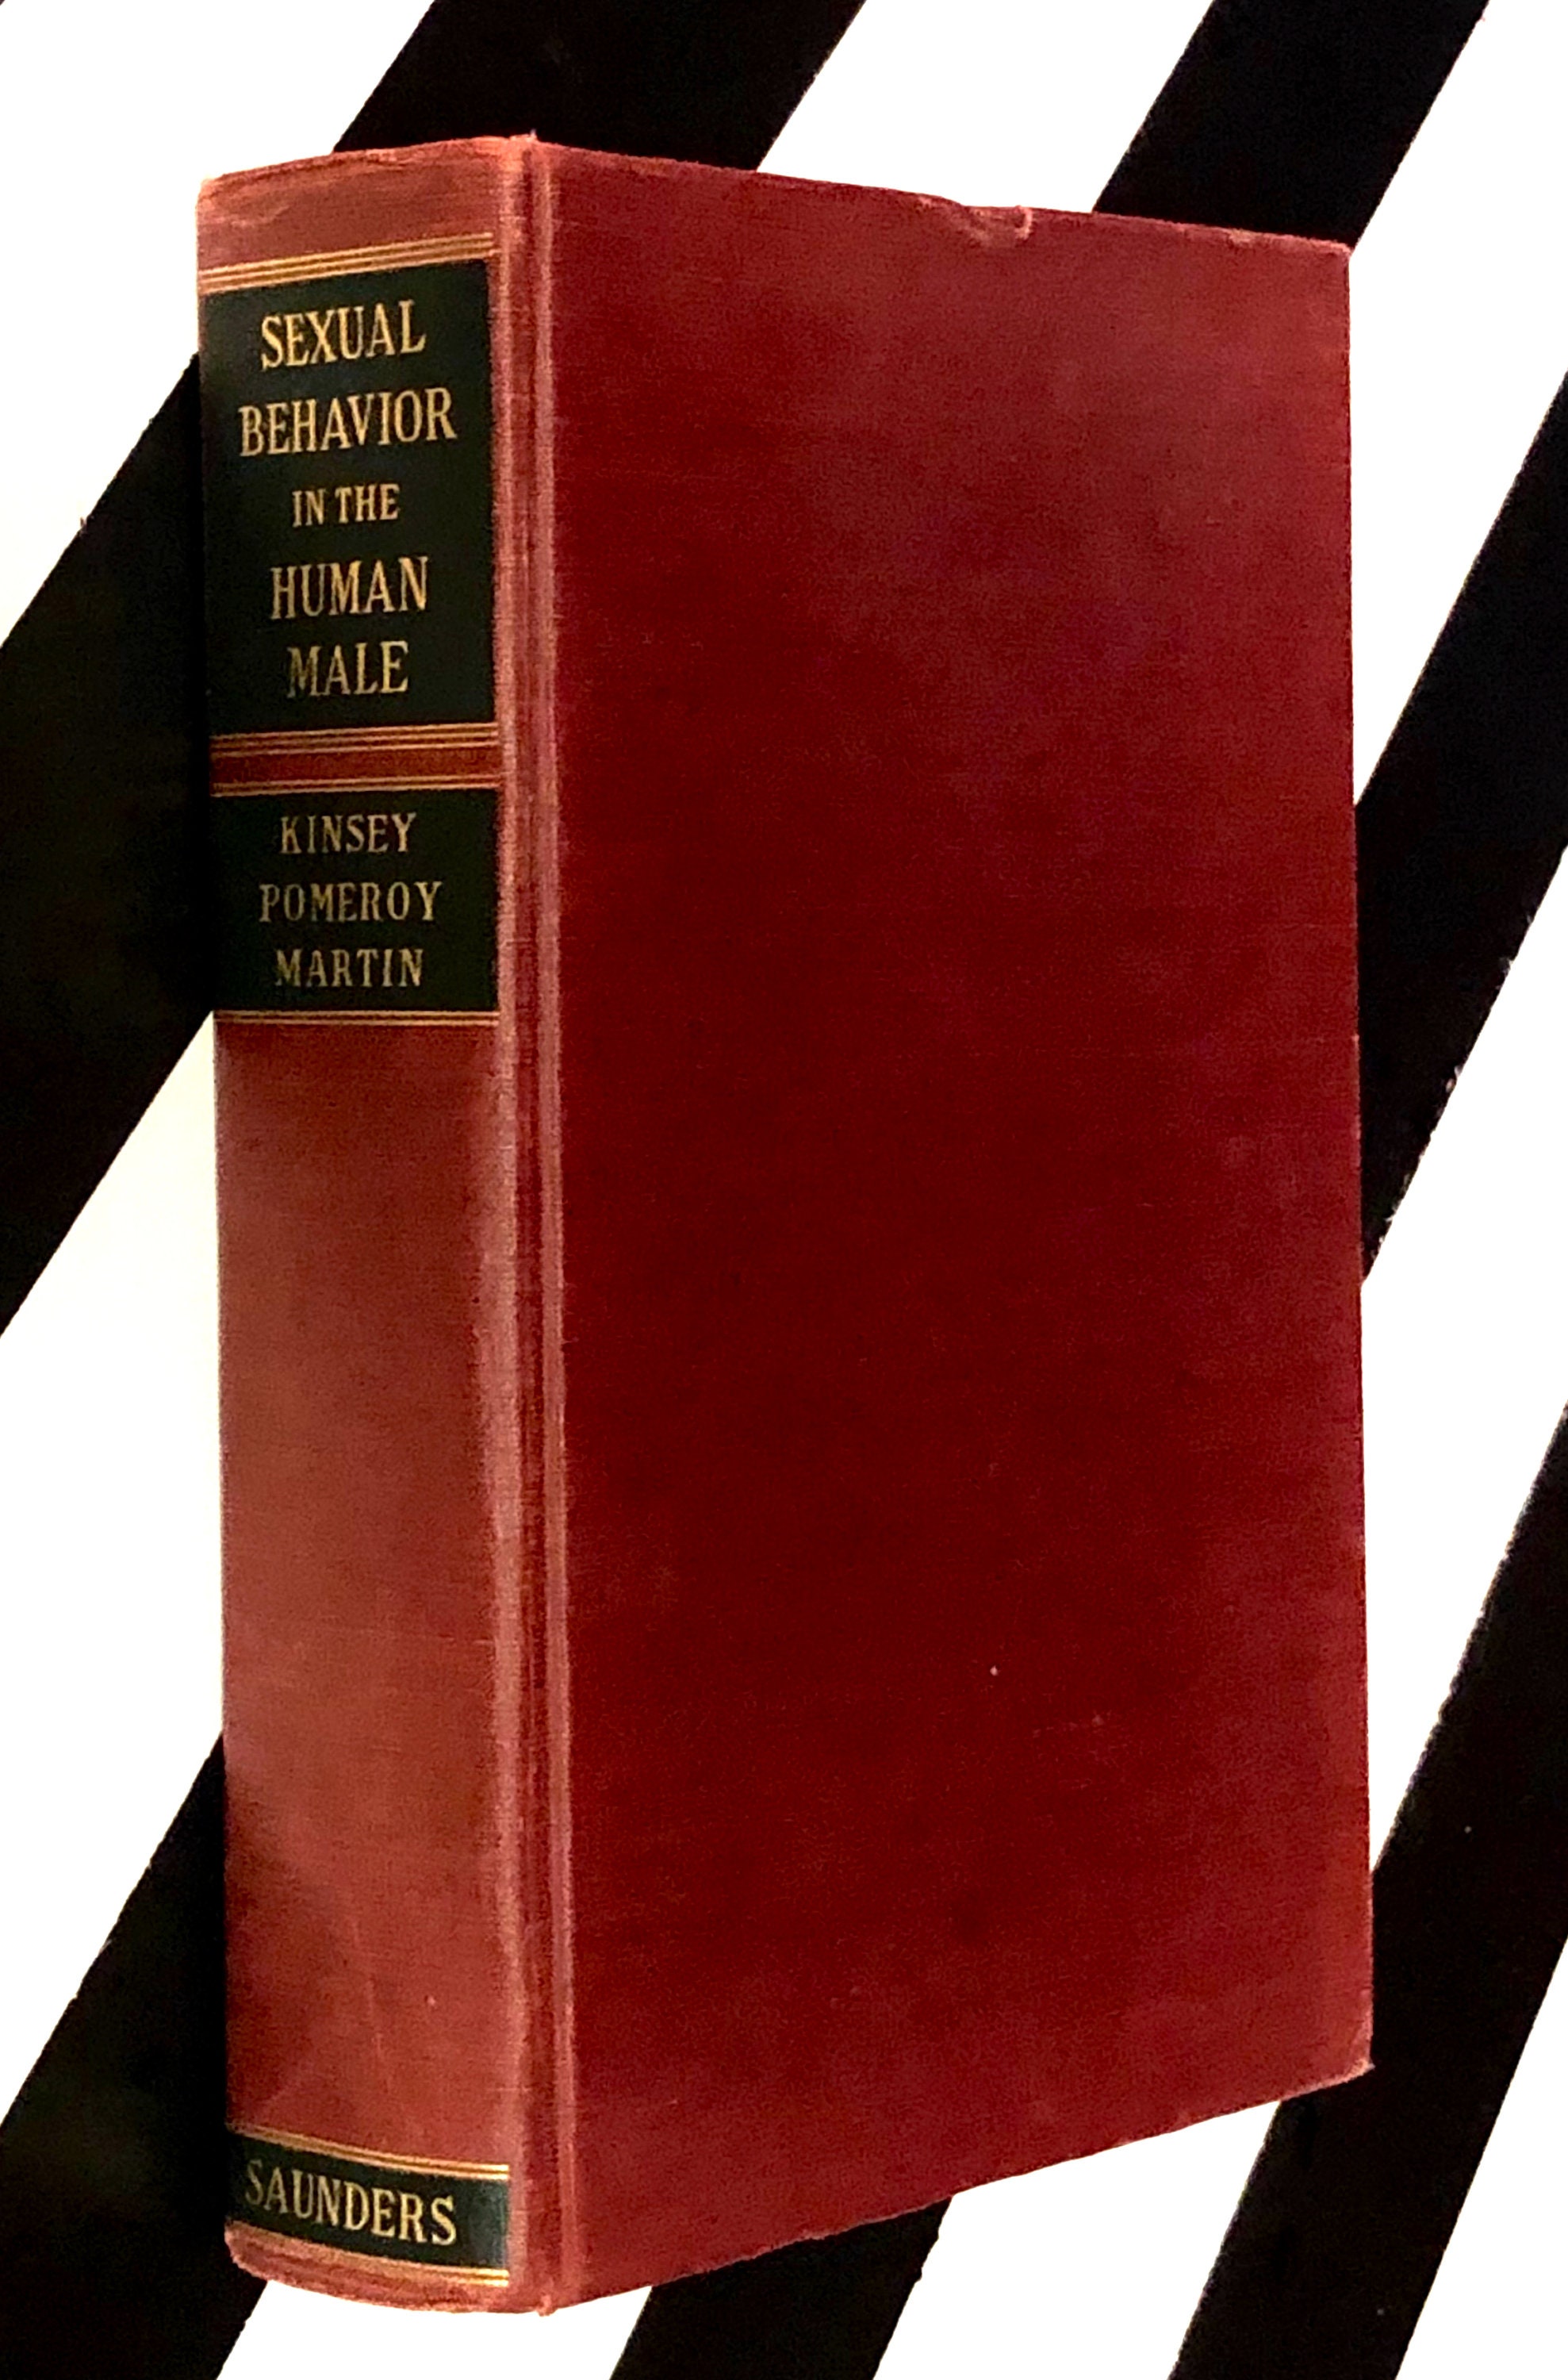 SEXUAL
BEHAVIOR
IN THE
HUMAN
MALE
KINSEY
POMEROY
MARTIN
SAUNDERS